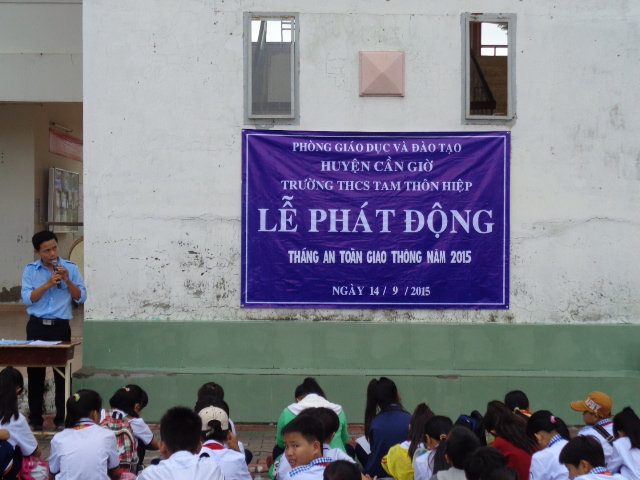 PHÒNG GIÁO DỤC VÀ ĐÀO TẠO
HUYỆN CẦN GIỜ
TRƯỜNG THCS TAM THÔN HIỆP
LỄ PHÁT ĐỘNG
THÁNG AN TOÀN GIAO THÔNG NĂM 2015
NGÀY 14 / 9 / 2015